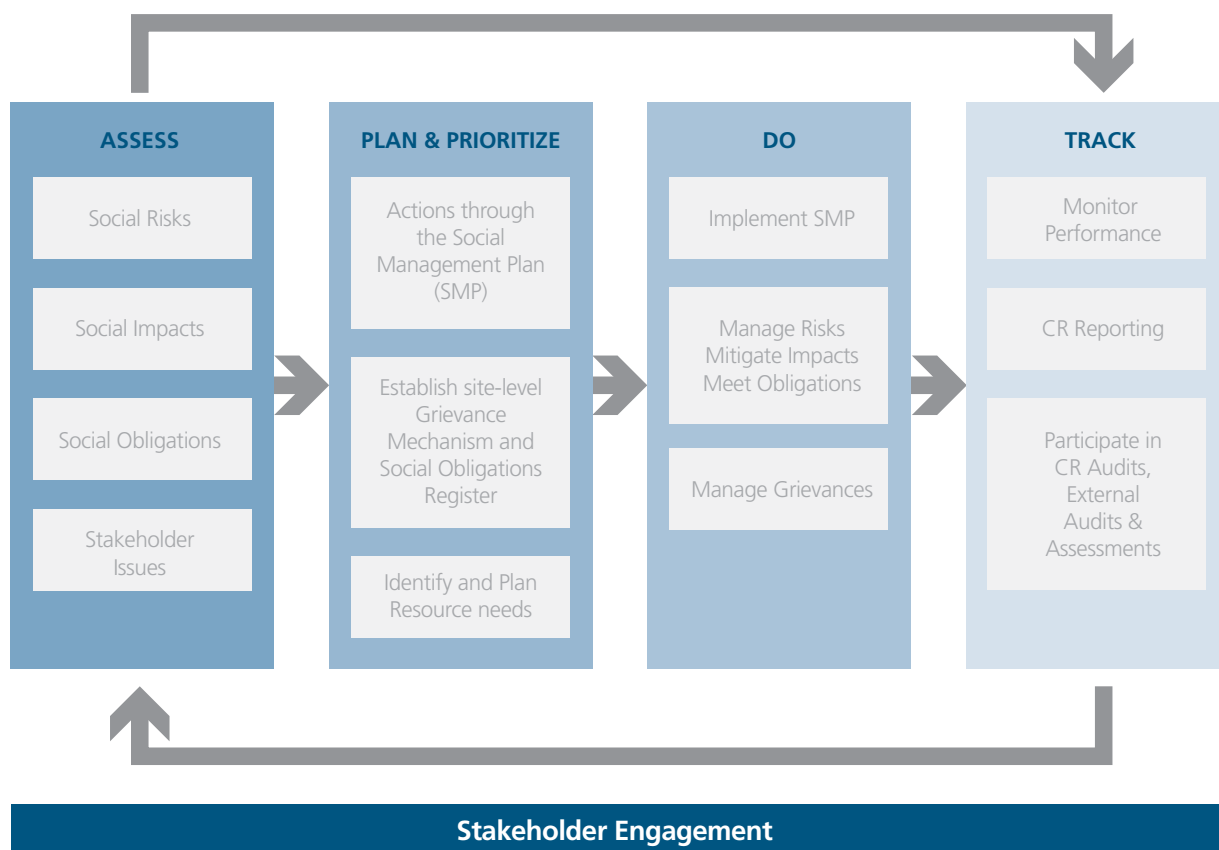 ASSESS
Social Risks
Social Impacts
Social Obligations
Stakeholder
Issues
PLAN & PRIORITIZE
Actions through
the Social
Management Plan
(SMP)
Establish site-level
Grievance
Mechanism and
Social Obligations
Register
Identify and Plan
Resource needs
DO
Implement SMP
Manage Risks
Mitigate Impacts
Meet Obligations
Manage Grievances
TRACK
Monitor
Performance
CR Reporting
Participate in
CR Audits,
External
Audits &
Assessments
Stakeholder Engagement